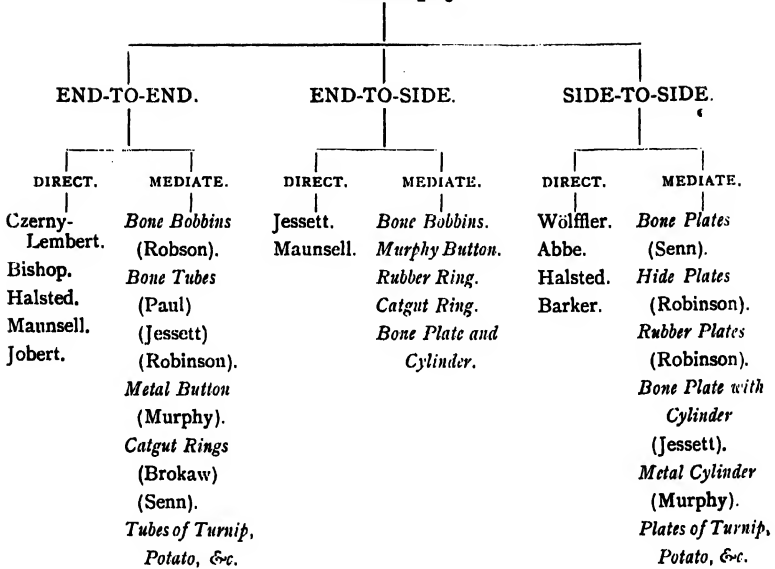 END-TO-END. END-TO-SIDE. SIDE-TO-SIDE.
DIRECT. MEDIATE. DIRECT. MEDIATE. DIRECT. MEDIATE.
Czerny-
Lembert.
Bishop.
Halsted.
Maunsell.
Jobert.
Bone Bobbins
(Robson).
Bone Tubes
(Paul)
(Jessett)
(Robinson).
Metal Button
(Murphy).
Catgut Rings
(Brokaw)
(Senn).
Tubes of Turnip,
Potato, &c.
Jessett.
Maunsell.
Bone Bobbins.
Murphy Button.
Rubber Ring.
Catgut Ring.
Bone Plate and
Cylinder.
Wölffler.
Abbe.
Halsted.
Barker.
Bone Plates
(Senn).
Hide Plates
(Robinson).
Rubber Plates
(Robinson).
Bone Plate with
Cylinder
(Jessett).
Metal Cylinder
(Murphy).
Plates of Turnip,
Potato, &c.